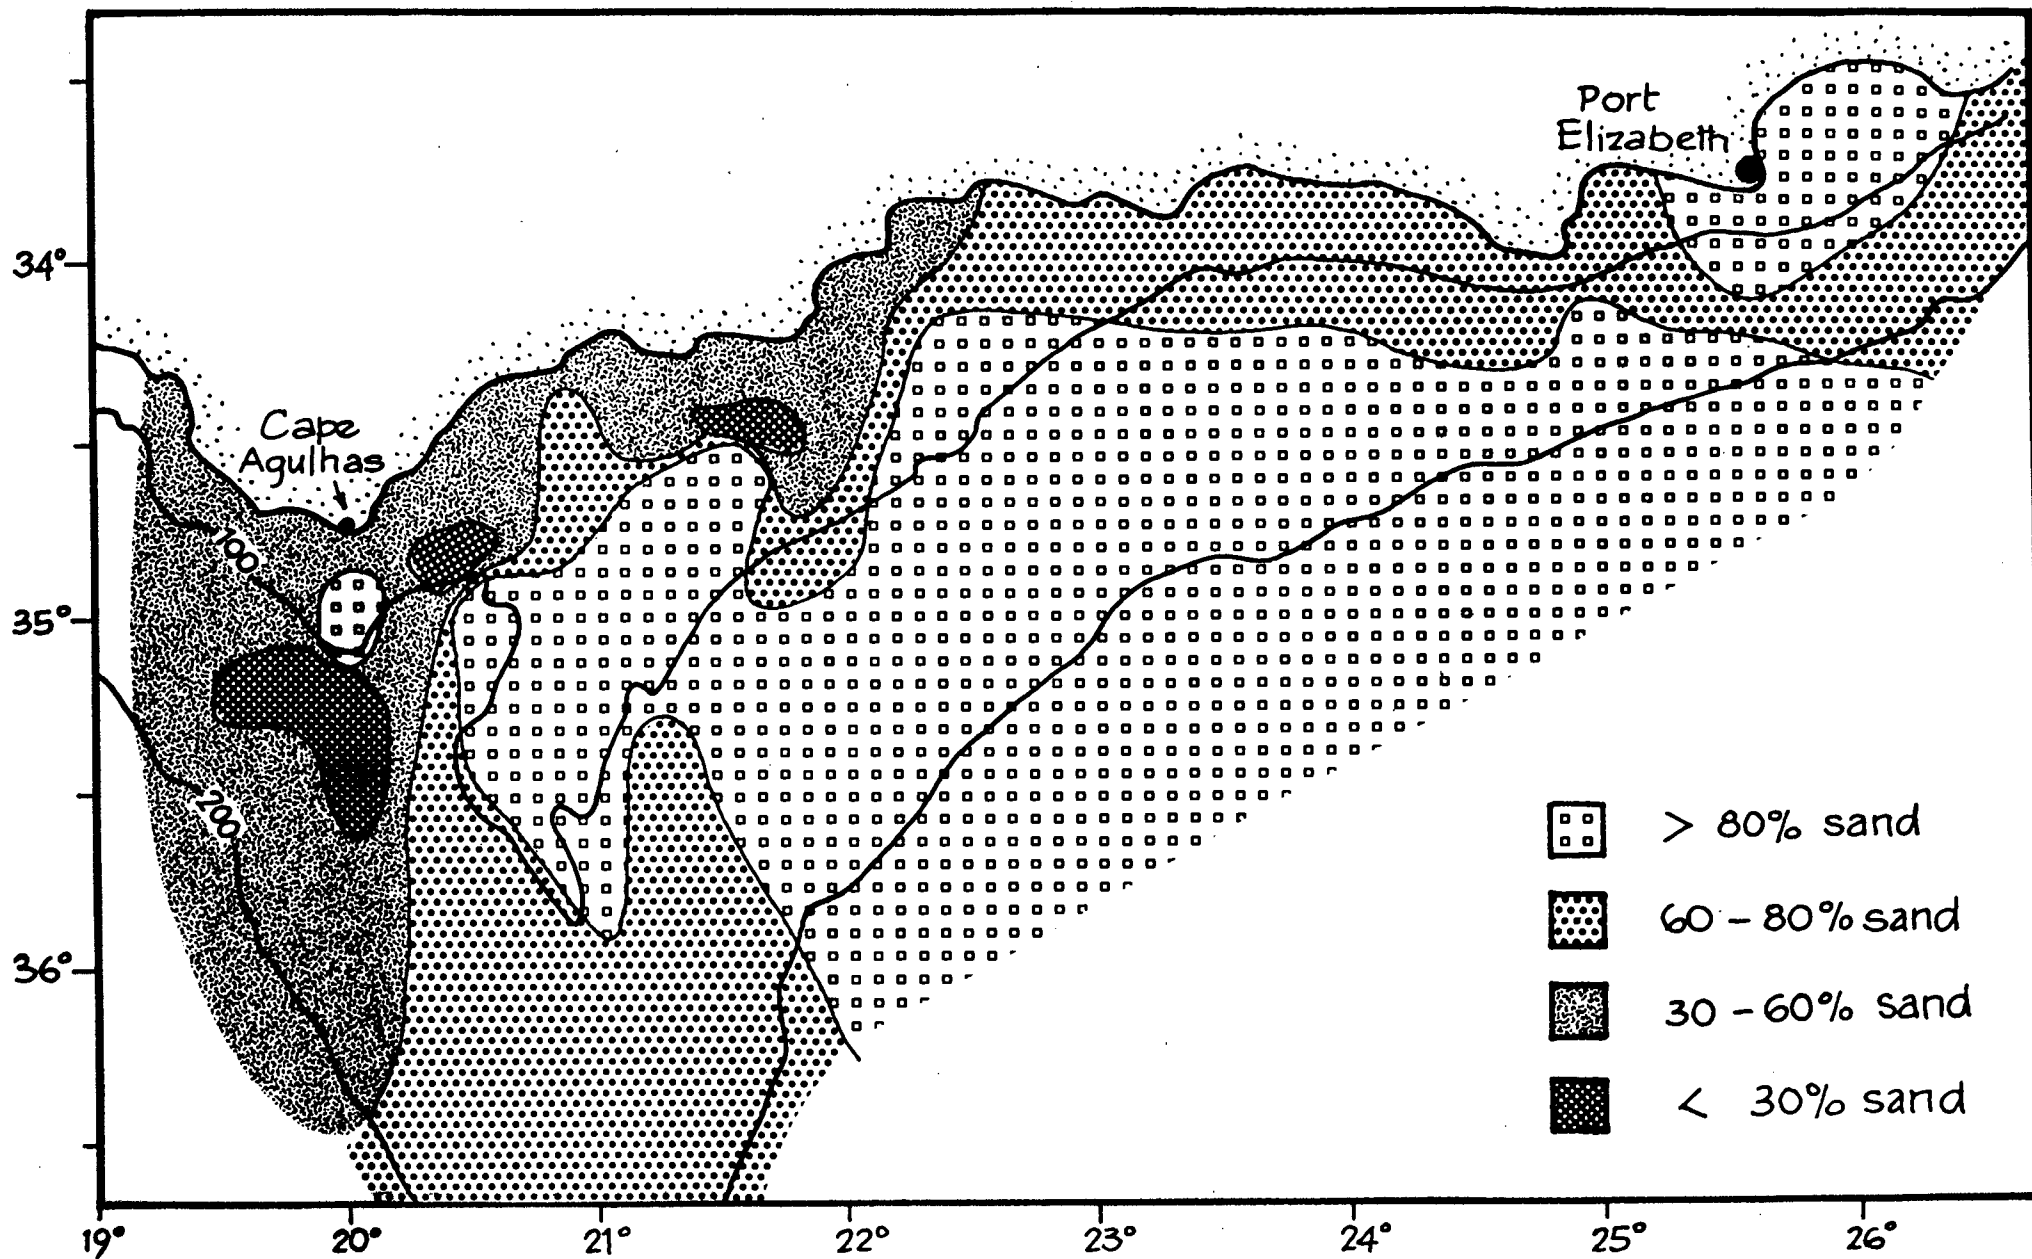 Port
Elizabeth
34°
Cape
Agulhas
100
35°
200
> 80% sand
60 - 80% sand
36°
30 - 60% sand
< 30% sand
19° 20° 21° 22° 23° 24° 25° 26°